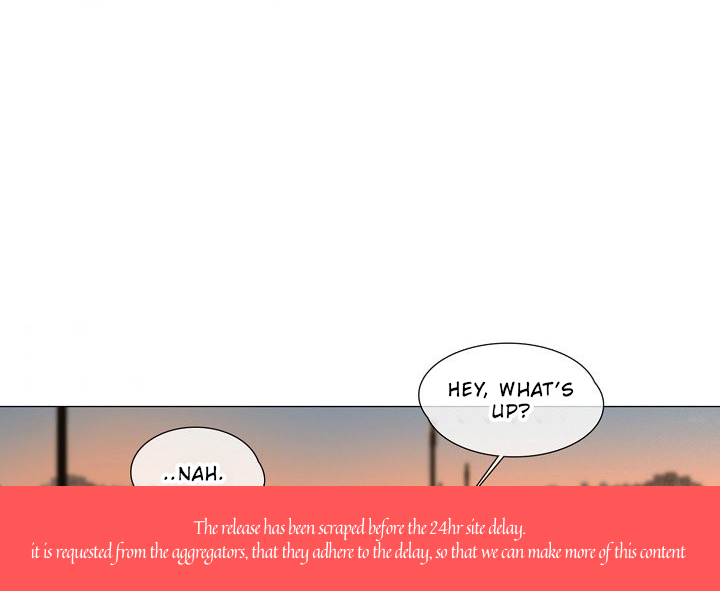 HEY, WHAT'S
UP?
..NAH.
The release has been scraped before the 24hr site delay.
it is requested from the aggregators, that they adhere to the delay, so that we can make more of this content